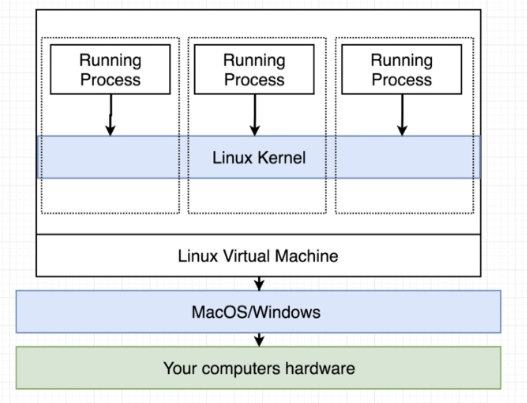 Running
Process
Running
Process
Running
Process
Linux Kernel
Linux Virtual Machine
MacOS/Windows
Your computers hardware